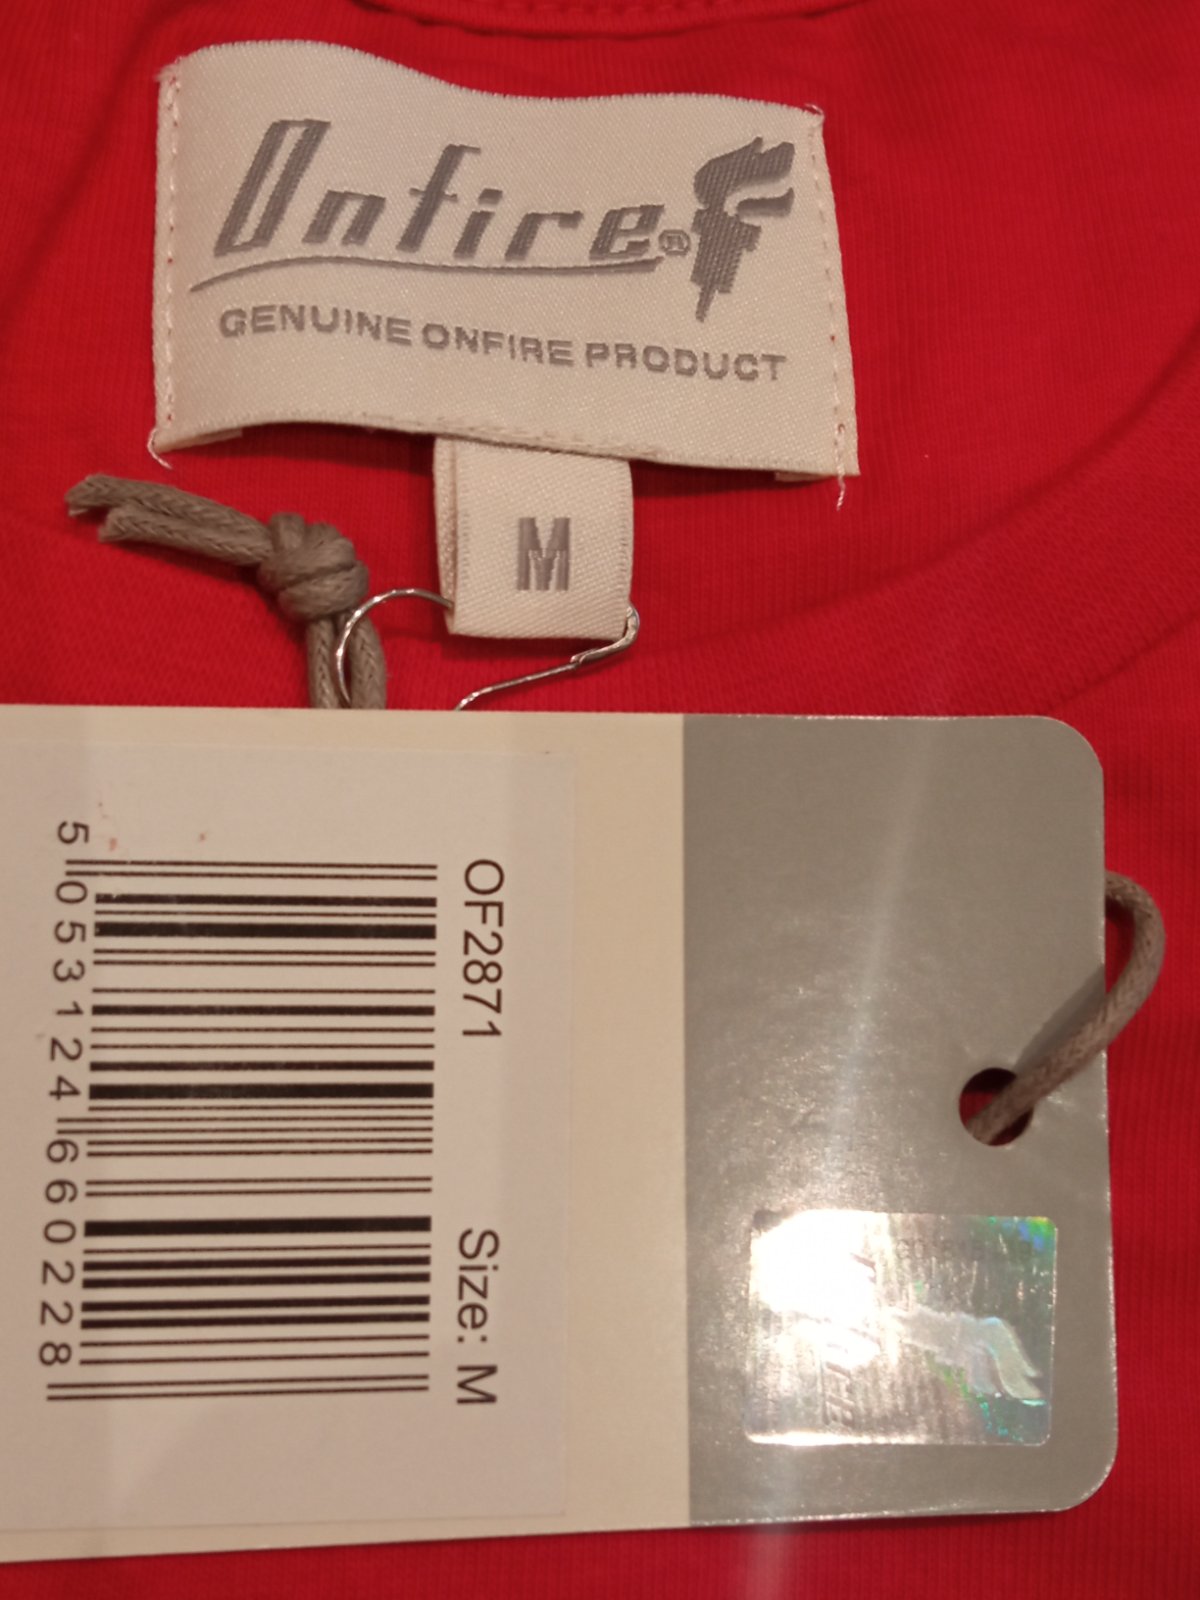 Onfire®
GENUINE ONFIRE PRODUCT
M
OF2871 Size: M
5 053124 660228